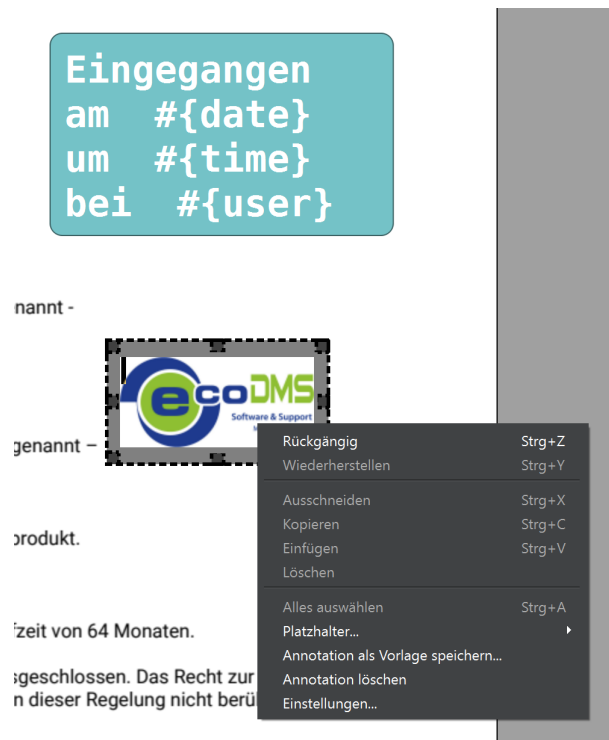 Eingegangen
am #{date}
um #{time}
bei #{user}
nannt -
ecoDMS
Software & Support
genannt –
Rückgängig Strg+Z
Wiederherstellen Strg+Y
Ausschneiden Strg+X
Kopieren Strg+C
Einfügen Strg+V
Löschen
produkt.
Alles auswählen Strg+A
Platzhalter...
Annotation als Vorlage speichern...
Annotation löschen
Einstellungen...
fzeit von 64 Monaten.
sgeschlossen. Das Recht zur
n dieser Regelung nicht berü